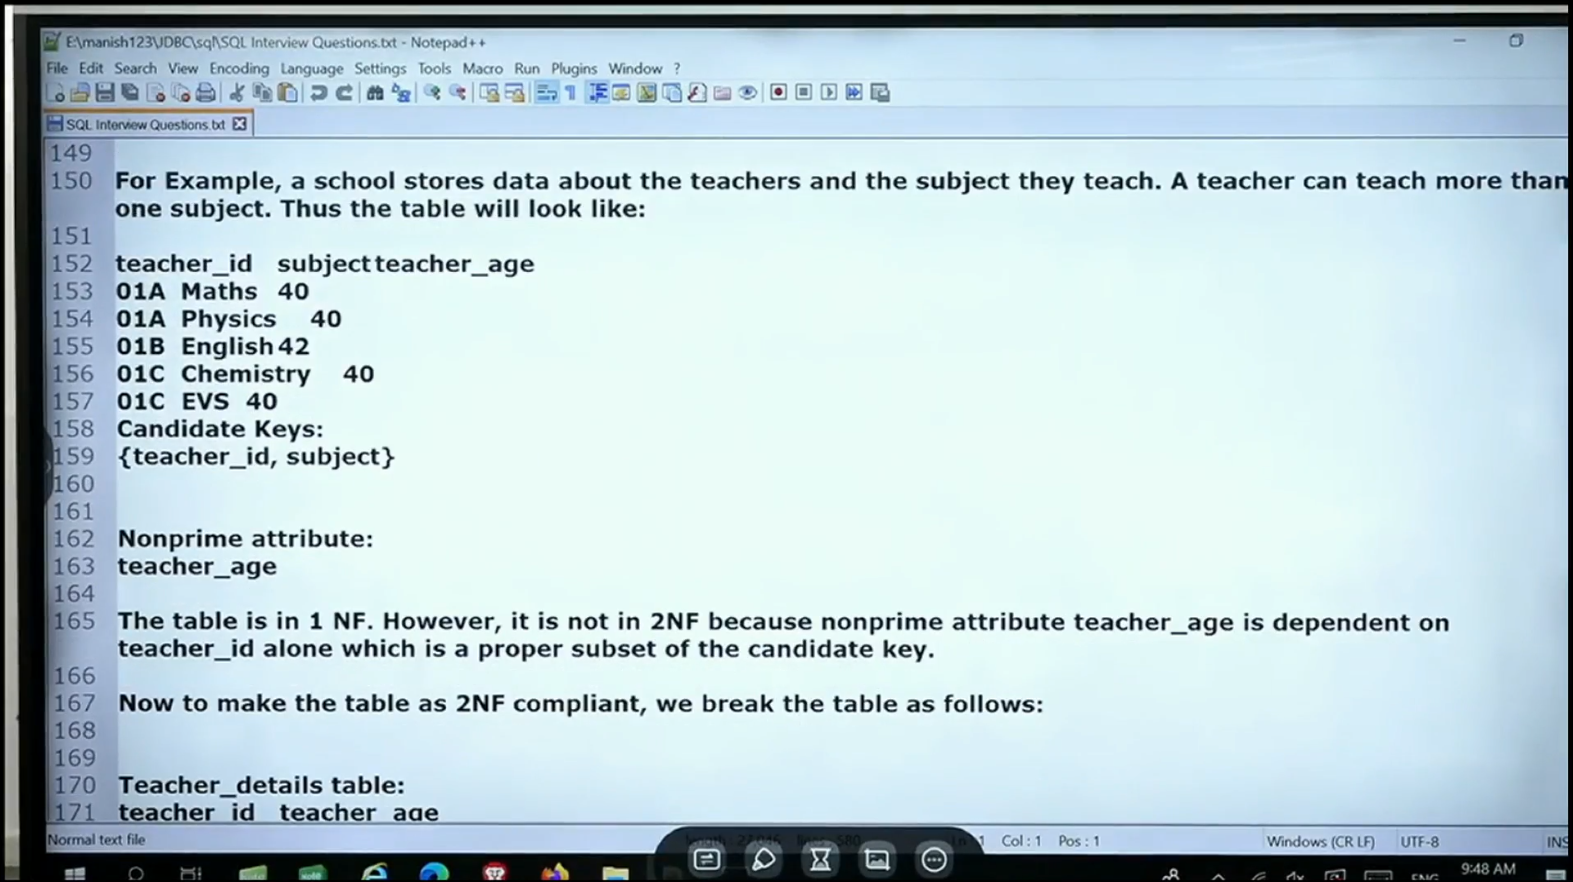 E:\manish123\JDBC\sql\SQL Interview Questions.txt - Notepad++
File Edit Search View Encoding Language Settings Tools Macro Run Plugins Window ?
SQL Interview Questions.txt
149
150 For Example, a school stores data about the teachers and the subject they teach. A teacher can teach more than
one subject. Thus the table will look like:
151
152 teacher_id subject teacher_age
153 01A Maths 40
154 01A Physics 40
155 01B English 42
156 01C Chemistry 40
157 01C EVS 40
158 Candidate Keys:
159 {teacher_id, subject}
160
161
162 Nonprime attribute:
163 teacher_age
164
165 The table is in 1 NF. However, it is not in 2NF because nonprime attribute teacher_age is dependent on
teacher_id alone which is a proper subset of the candidate key.
166
167 Now to make the table as 2NF compliant, we break the table as follows:
168
169
170 Teacher_details table:
171 teacher_id teacher_age
Normal text file Col : 1 Pos : 1 Windows (CR LF) UTF-8 INS
ENG 9:48 AM